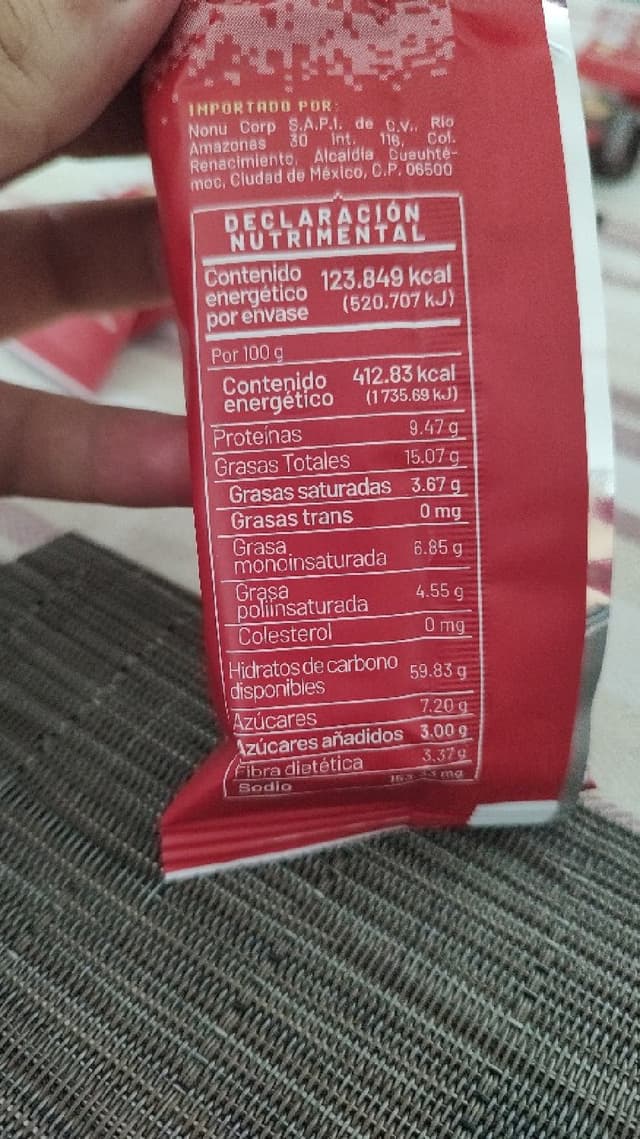 IMPORTADO POR:
Nonu Corp S.A.P.I. de C.V., Río
Amazonas 30 Int. 116, Col.
Renacimiento, Alcaldía Cuauhté-
moc, Ciudad de México, C.P. 06500
DECLARACIÓN
NUTRIMENTAL
Contenido energético por envase 123.849 kcal (520.707 kJ)
Por 100 g
Contenido energético 412.83 kcal (1735.69 kJ)
Proteínas 9.47 g
Grasas Totales 15.07 g
Grasas saturadas 3.67 g
Grasas trans 0 mg
Grasa monoinsaturada 6.85 g
Grasa poliinsaturada 4.55 g
Colesterol 0 mg
Hidratos de carbono disponibles 59.83 g
Azúcares 7.20 g
Azúcares añadidos 3.00 g
Fibra dietética 3.37 g
Sodio mg